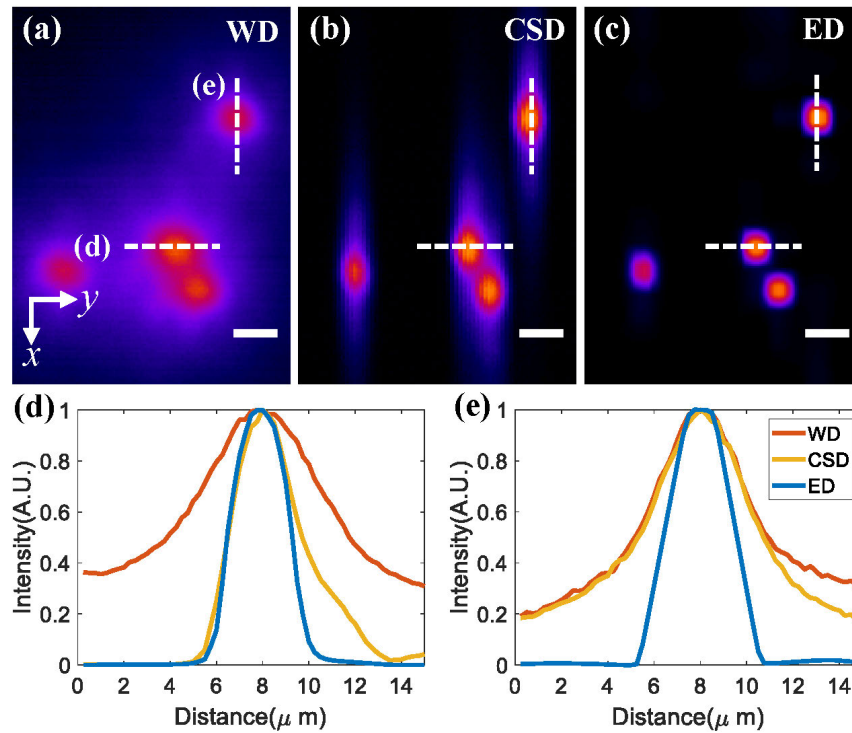 (a) WD
(b) CSD
(c) ED
(e)
(d)
y
x
(d)
Intensity(A.U.)
1
0.8
0.6
0.4
0.2
0
0 2 4 6 8 10 12 14
Distance(μ m)
(e)
Intensity(A.U.)
1
0.8
0.6
0.4
0.2
0
0 2 4 6 8 10 12 14
Distance(μ m)
WD
CSD
ED